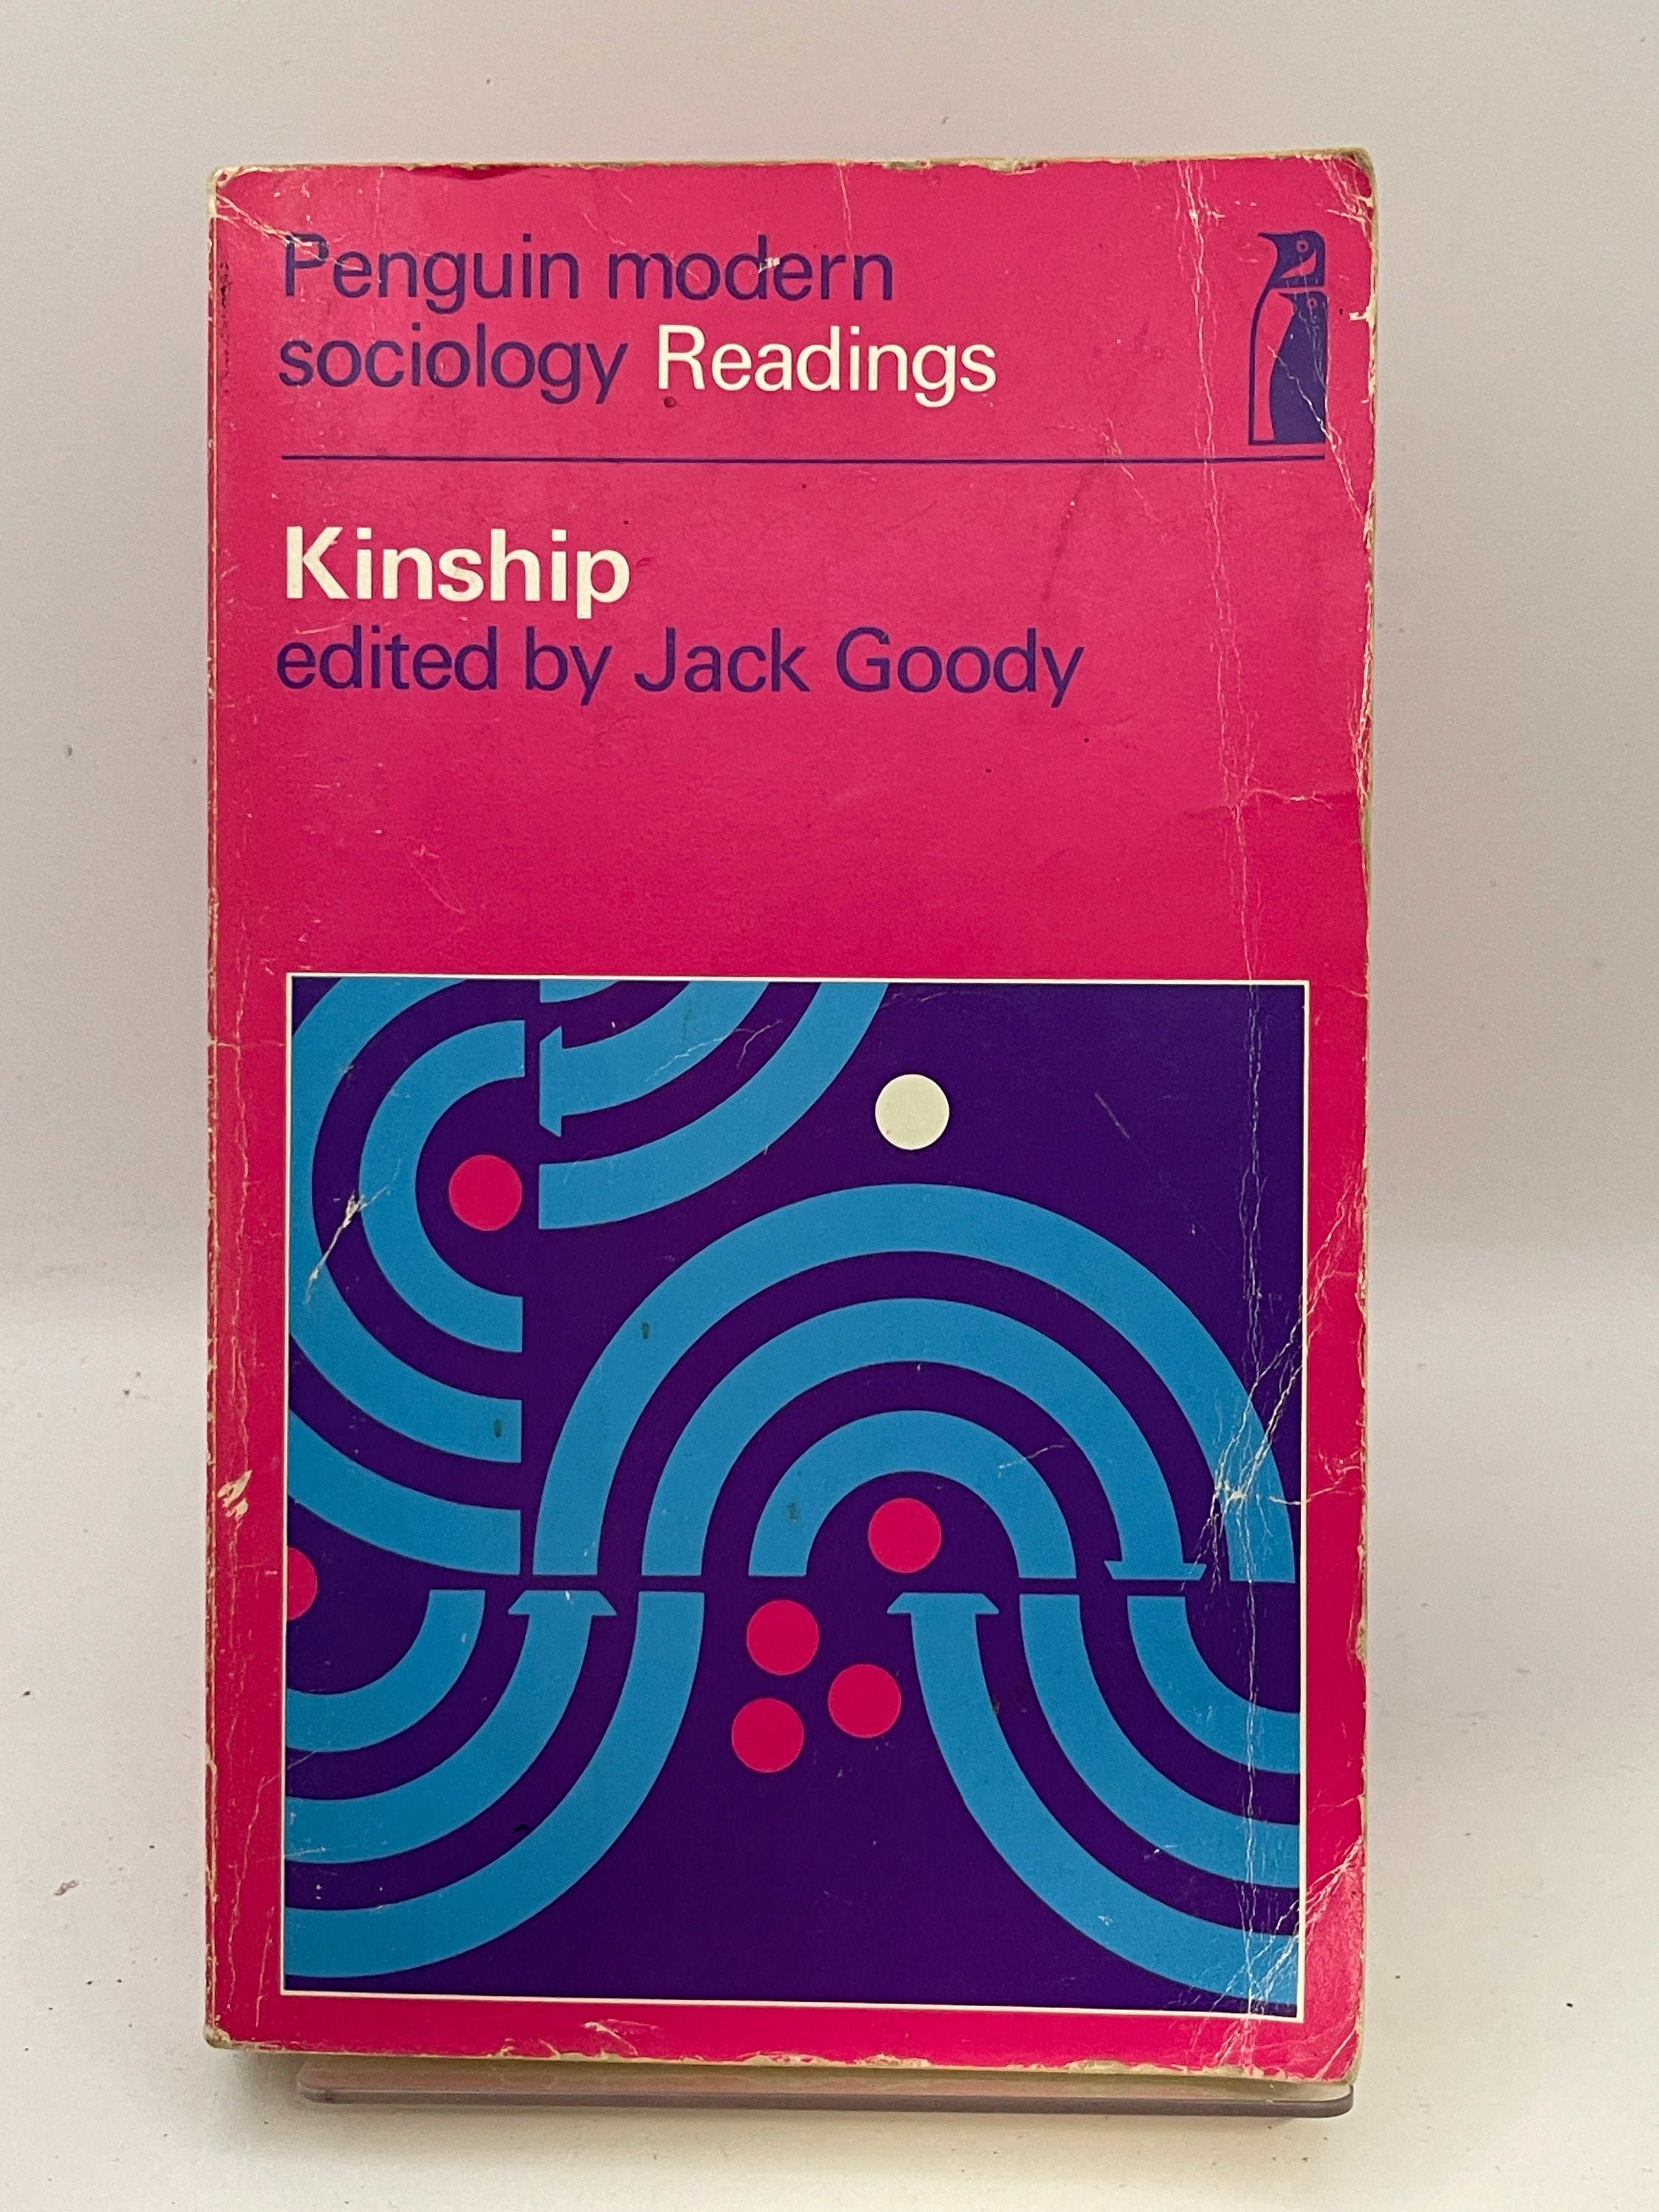 Penguin modern
sociology Readings
Kinship
edited by Jack Goody